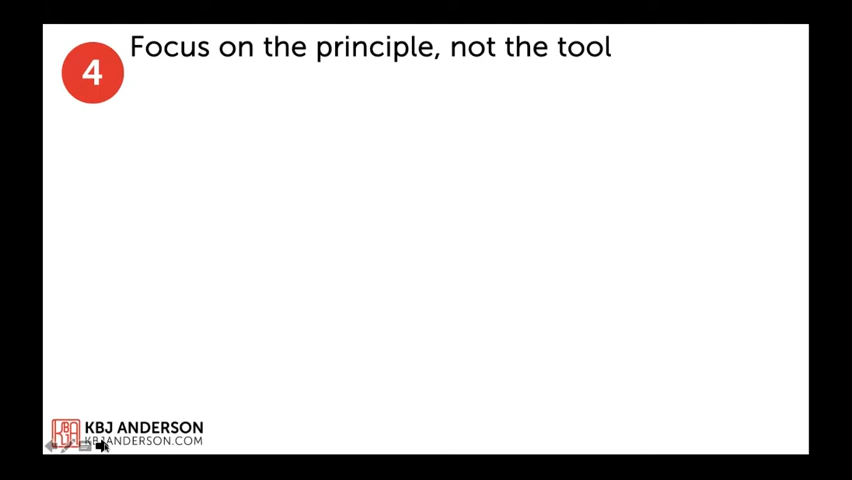 4
Focus on the principle, not the tool
KBJ ANDERSON
KBJANDERSON.COM